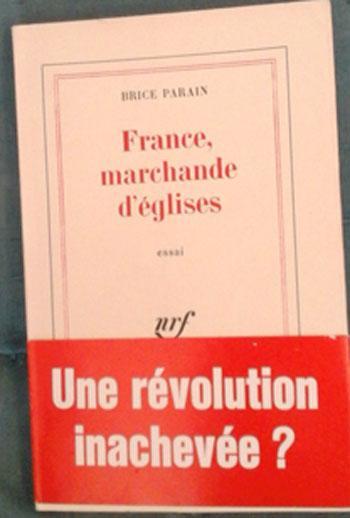 BRICE PARAIN
France,
marchande
d'églises
essai
nrf
Une révolution
inachevée ?